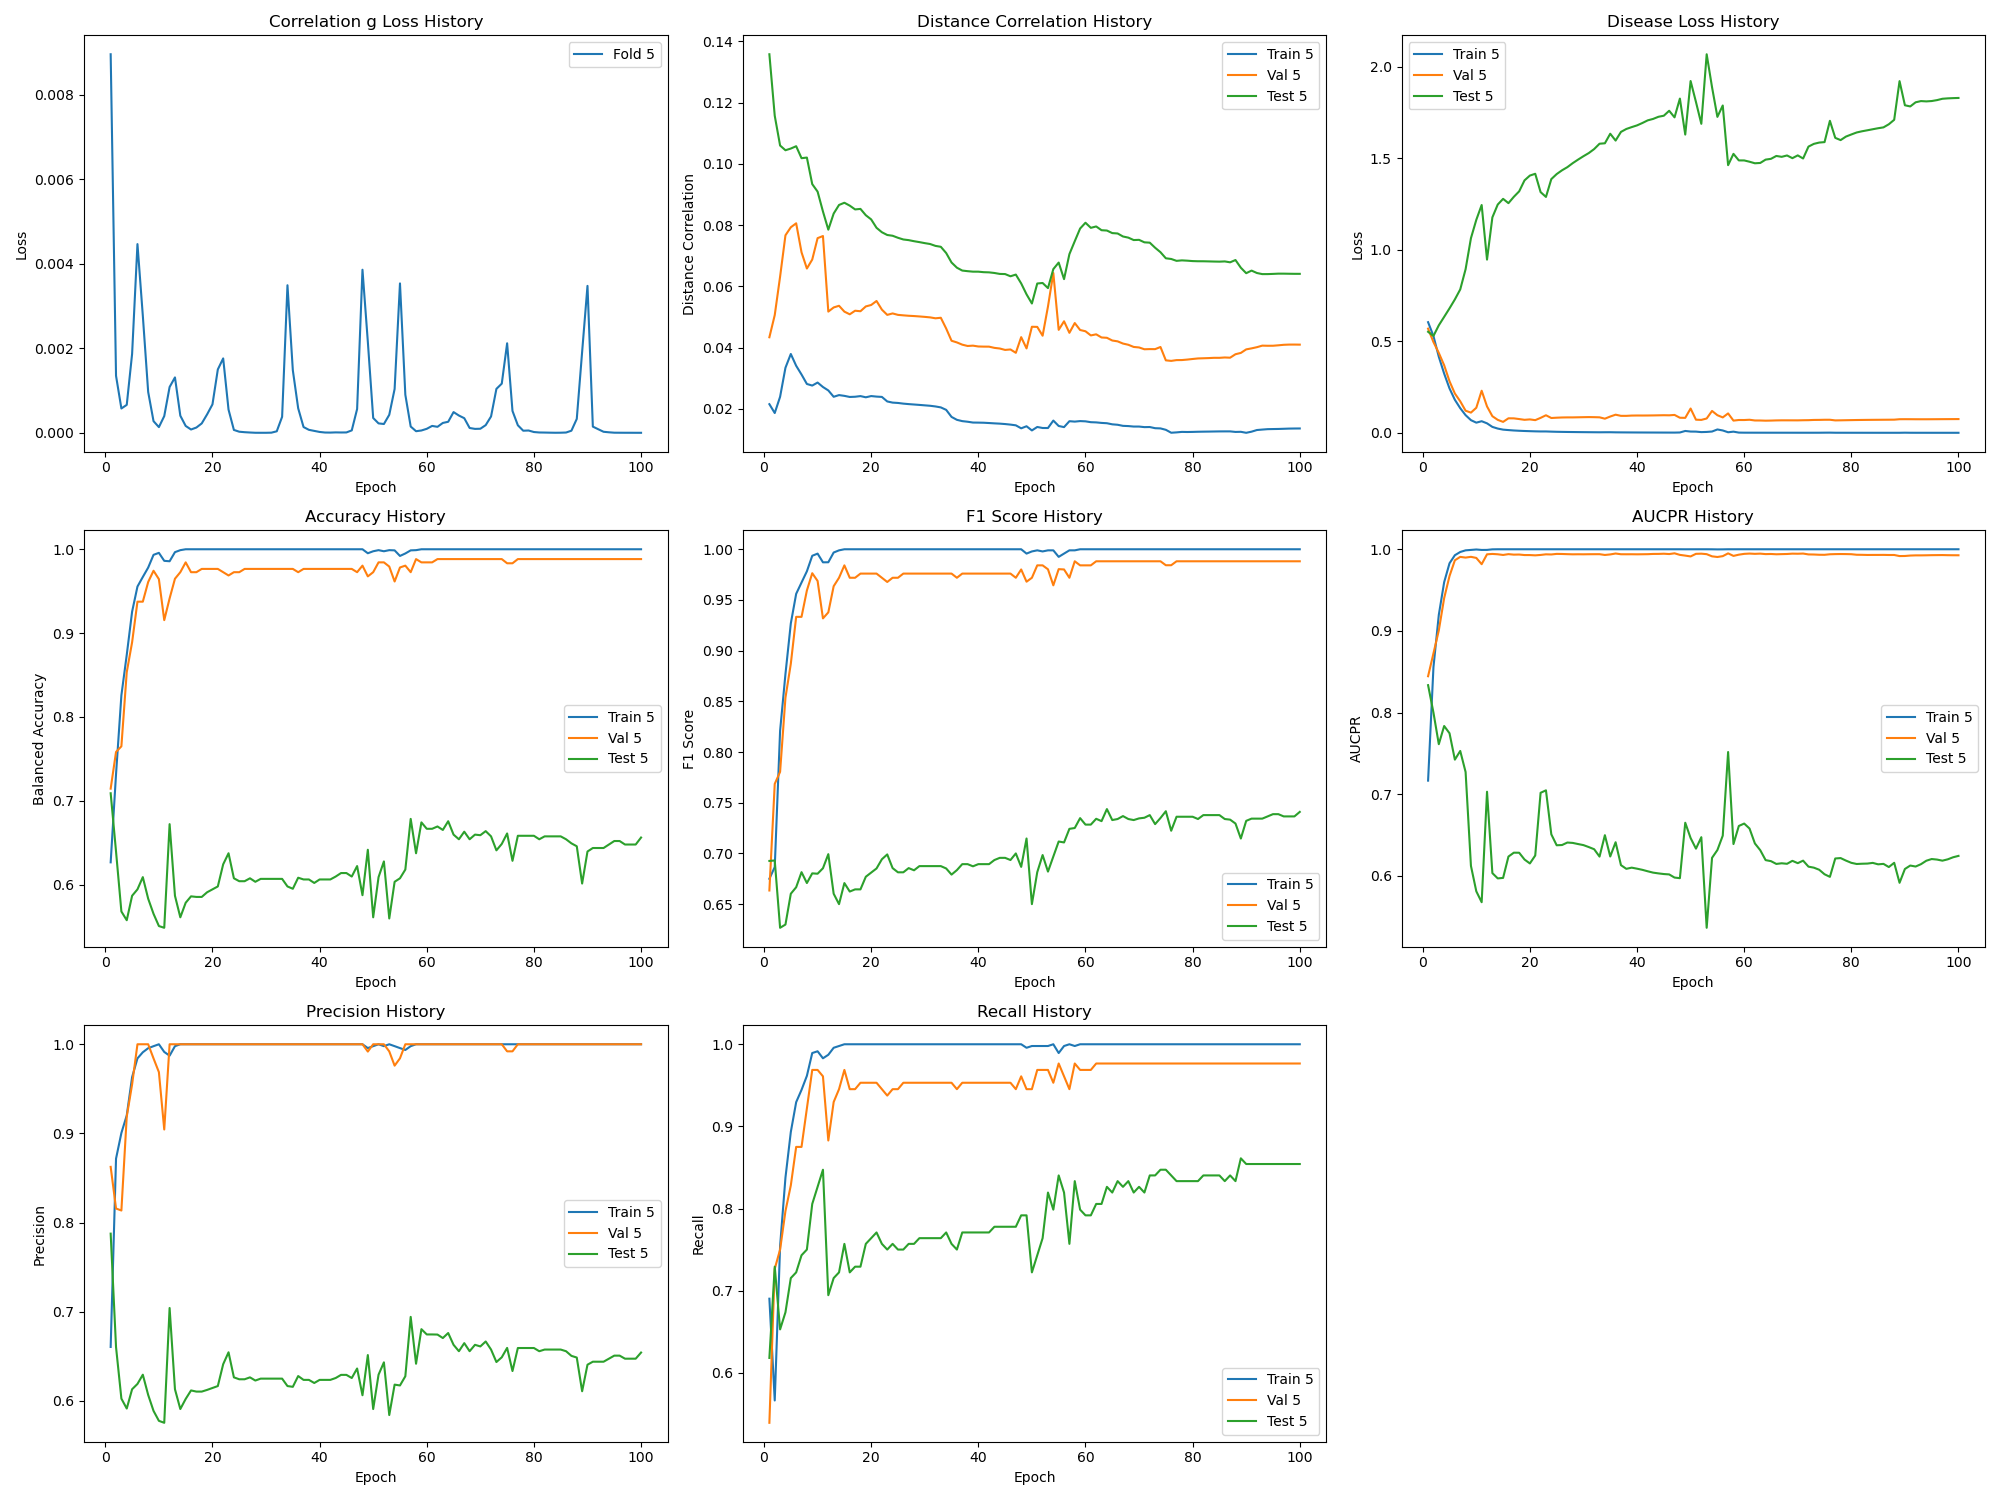 Correlation g Loss History
Loss
0.008
0.006
0.004
0.002
0.000
Fold 5
0 20 40 60 80 100
Epoch
Distance Correlation History
Distance Correlation
0.14
0.12
0.10
0.08
0.06
0.04
0.02
Train 5
Val 5
Test 5
0 20 40 60 80 100
Epoch
Disease Loss History
Loss
2.0
1.5
1.0
0.5
0.0
Train 5
Val 5
Test 5
0 20 40 60 80 100
Epoch
Accuracy History
Balanced Accuracy
1.0
0.9
0.8
0.7
0.6
Train 5
Val 5
Test 5
0 20 40 60 80 100
Epoch
F1 Score History
F1 Score
1.00
0.95
0.90
0.85
0.80
0.75
0.70
0.65
Train 5
Val 5
Test 5
0 20 40 60 80 100
Epoch
AUCPR History
AUCPR
1.0
0.9
0.8
0.7
0.6
Train 5
Val 5
Test 5
0 20 40 60 80 100
Epoch
Precision History
Precision
1.0
0.9
0.8
0.7
0.6
Train 5
Val 5
Test 5
0 20 40 60 80 100
Epoch
Recall History
Recall
1.0
0.9
0.8
0.7
0.6
Train 5
Val 5
Test 5
0 20 40 60 80 100
Epoch